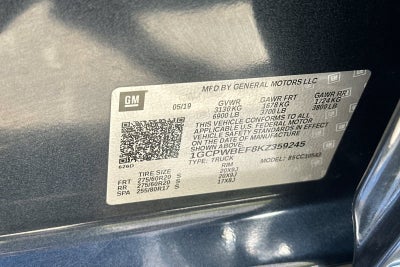 GM
05/19
MFD BY GENERAL MOTORS LLC
GVWR GAWR FRT GAWR RR
3130 KG 1678 KG 1724 KG
6900 LB 3700 LB 3800 LB
THIS VEHICLE CONFORMS TO ALL
APPLICABLE U.S. FEDERAL MOTOR
VEHICLE SAFETY STANDARDS IN EFFECT ON
THE DATE OF MANUFACTURE
1GCPWBEF8KZ359245
TYPE: TRUCK MODEL:
TIRE SIZE RIM
FRT 275/60R20 S 20X9J
RR 275/60R20 S 20X9J
SPA 255/80R17 S 17X8J